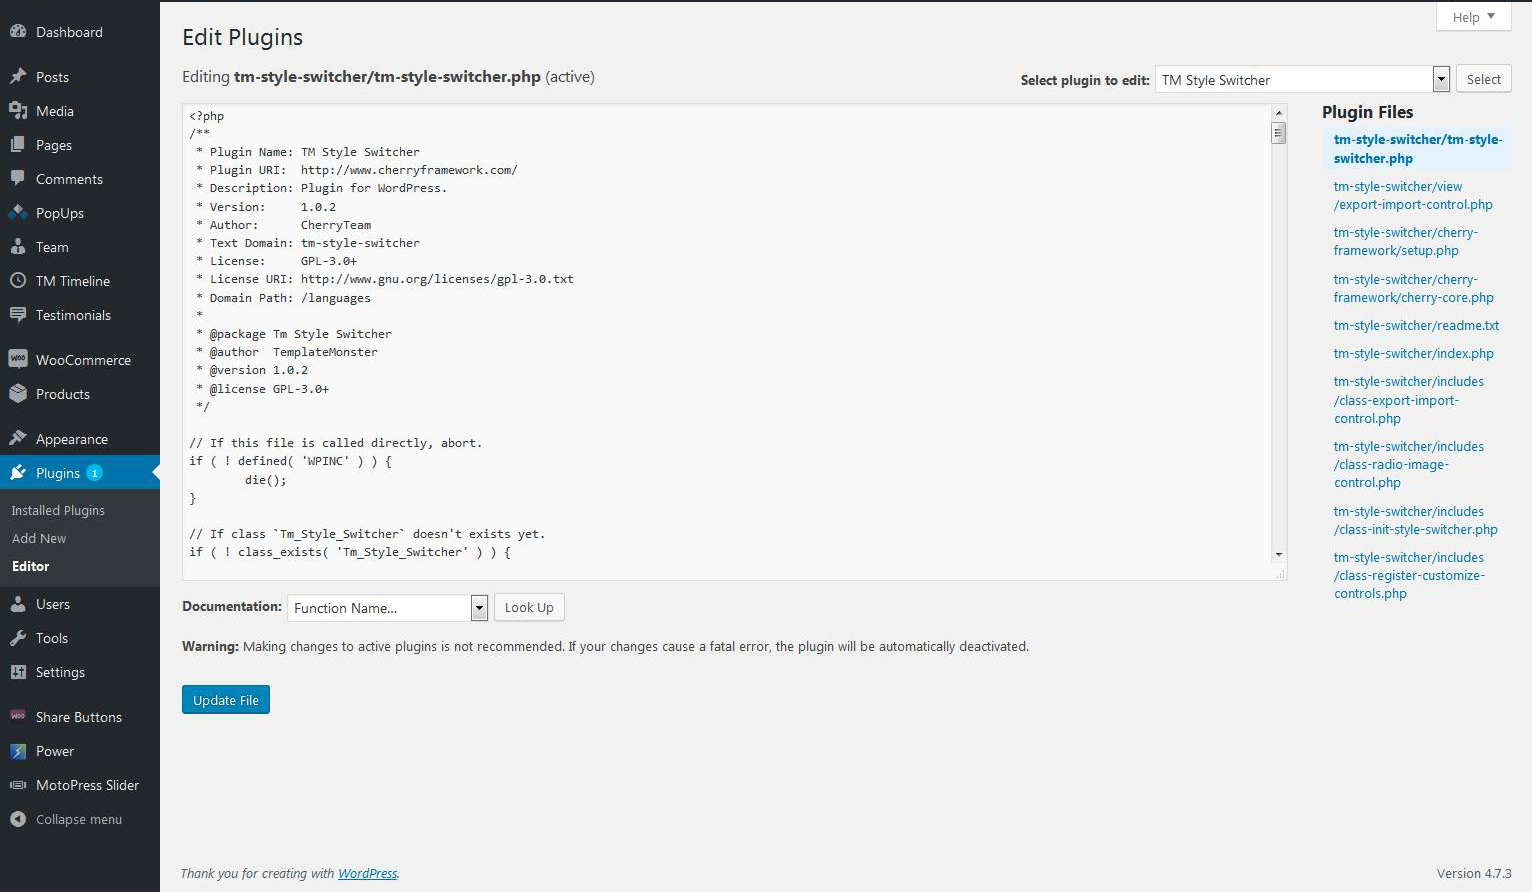 Dashboard
Posts
Media
Pages
Comments
PopUps
Team
TM Timeline
Testimonials
WooCommerce
Products
Appearance
Plugins 1
Installed Plugins
Add New
Editor
Users
Tools
Settings
Share Buttons
Power
MotoPress Slider
Collapse menu
Help
Edit Plugins
Editing tm-style-switcher/tm-style-switcher.php (active)
Select plugin to edit: TM Style Switcher Select
<?php
/**
 * Plugin Name: TM Style Switcher
 * Plugin URI:  http://www.cherryframework.com/
 * Description: Plugin for WordPress.
 * Version:     1.0.2
 * Author:      CherryTeam
 * Text Domain: tm-style-switcher
 * License:     GPL-3.0+
 * License URI: http://www.gnu.org/licenses/gpl-3.0.txt
 * Domain Path: /languages
 *
 * @package Tm Style Switcher
 * @author  TemplateMonster
 * @version 1.0.2
 * @license GPL-3.0+
 */
// If this file is called directly, abort.
if ( ! defined( 'WPINC' ) ) {
        die();
}
// If class `Tm_Style_Switcher` doesn't exists yet.
if ( ! class_exists( 'Tm_Style_Switcher' ) ) {
Plugin Files
tm-style-switcher/tm-style-
switcher.php
tm-style-switcher/view
/export-import-control.php
tm-style-switcher/cherry-
framework/setup.php
tm-style-switcher/cherry-
framework/cherry-core.php
tm-style-switcher/readme.txt
tm-style-switcher/index.php
tm-style-switcher/includes
/class-export-import-
control.php
tm-style-switcher/includes
/class-radio-image-
control.php
tm-style-switcher/includes
/class-init-style-switcher.php
tm-style-switcher/includes
/class-register-customize-
controls.php
Documentation: Function Name... Look Up
Warning: Making changes to active plugins is not recommended. If your changes cause a fatal error, the plugin will be automatically deactivated.
Update File
Thank you for creating with WordPress.
Version 4.7.3